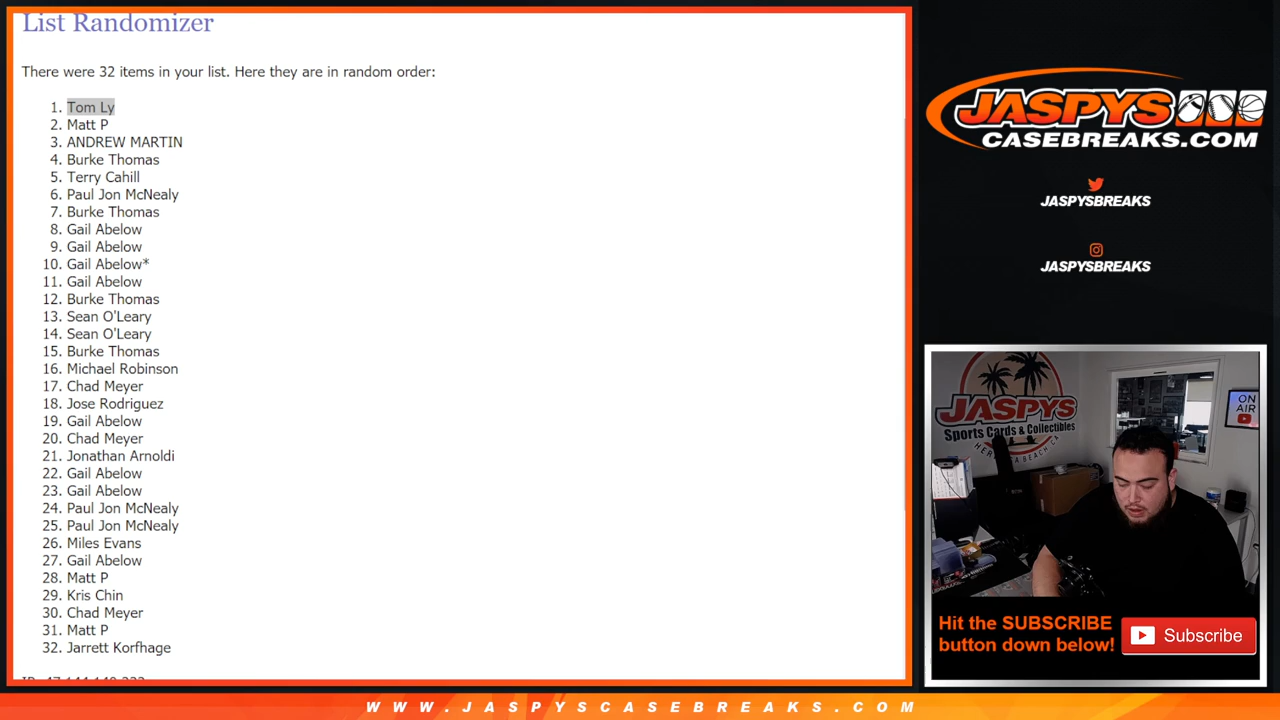 List Randomizer
There were 32 items in your list. Here they are in random order:
1. Tom Ly
2. Matt P
3. ANDREW MARTIN
4. Burke Thomas
5. Terry Cahill
6. Paul Jon McNealy
7. Burke Thomas
8. Gail Abelow
9. Gail Abelow
10. Gail Abelow*
11. Gail Abelow
12. Burke Thomas
13. Sean O'Leary
14. Sean O'Leary
15. Burke Thomas
16. Michael Robinson
17. Chad Meyer
18. Jose Rodriguez
19. Gail Abelow
20. Chad Meyer
21. Jonathan Arnoldi
22. Gail Abelow
23. Gail Abelow
24. Paul Jon McNealy
25. Paul Jon McNealy
26. Miles Evans
27. Gail Abelow
28. Matt P
29. Kris Chin
30. Chad Meyer
31. Matt P
32. Jarrett Korfhage
JASPYS
CASEBREAKS.COM
JASPYSBREAKS
JASPYSBREAKS
JASPYS
Sports Cards & Collectibles
ON
AIR
Hit the SUBSCRIBE
button down below!
Subscribe
WWW.JASPYSCASEBREAKS.COM